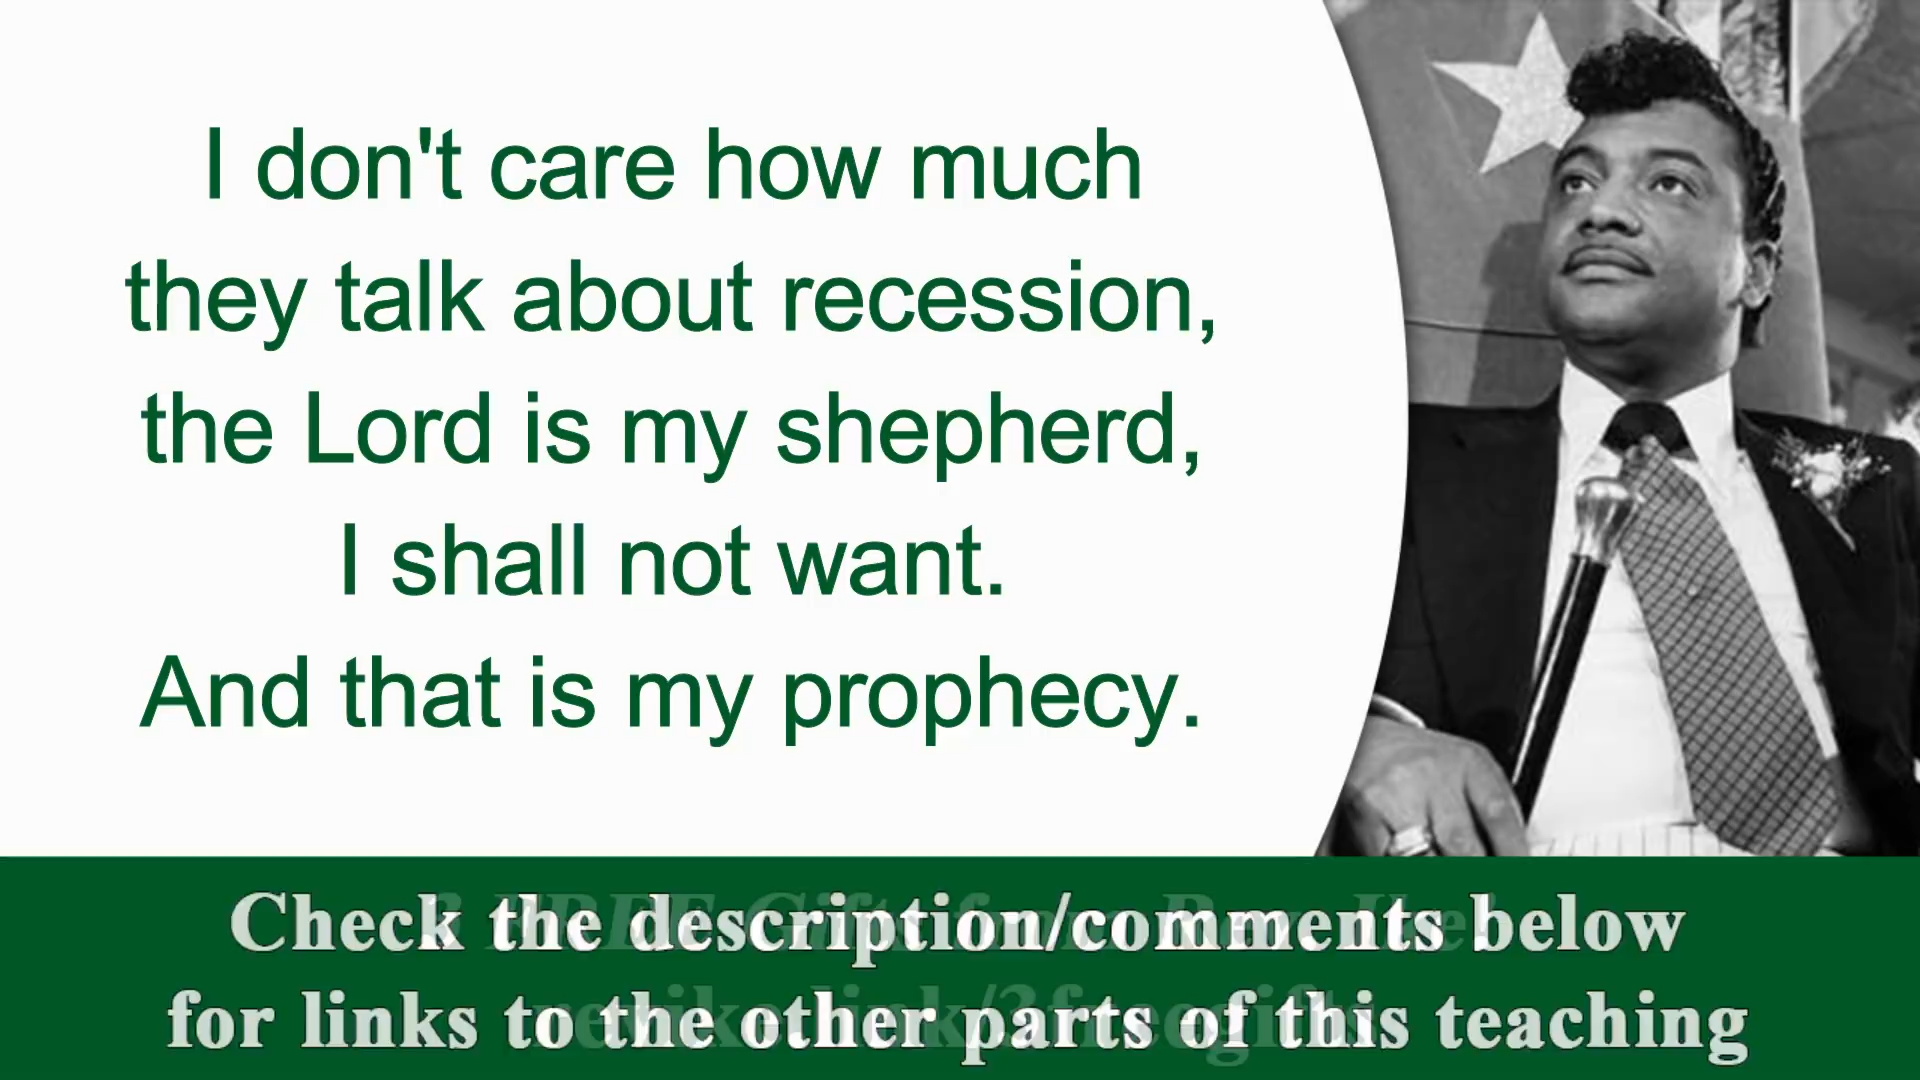 I don't care how much
they talk about recession,
the Lord is my shepherd,
I shall not want.
And that is my prophecy.
Check the description/comments below
for links to the other parts of this teaching